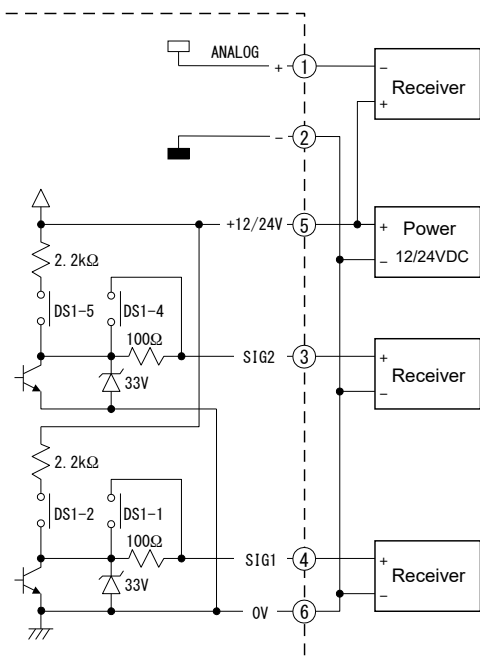 ANALOG
+ 1
- 2
- Receiver
+
+12/24V 5
+ Power
- 12/24VDC
2.2kΩ
DS1-5 DS1-4
100Ω
SIG2 3
+ Receiver
-
33V
2.2kΩ
DS1-2 DS1-1
100Ω
SIG1 4
+ Receiver
-
33V
0V 6